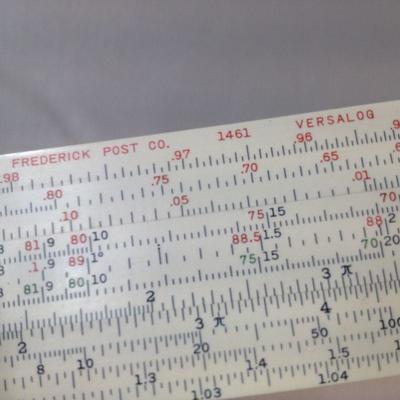 FREDERICK POST CO. 1461 VERSALOG
.98 .97 .96
.80 .75 .70 .65
.10 .05 .01
81 9 80 10 75 15 70
.1 .9 89 1° 88.5 1.5 88 2
81 9 80 10 75 15 70 20
2 3 π
2 3 π 4
8 10 20 50 100
1.3 1.4 1.5
1.03 1.04